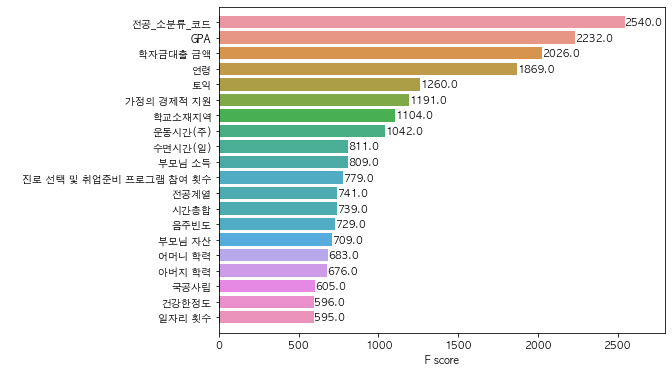 전공_소분류_코드 2540.0
GPA 2232.0
학자금대출 금액 2026.0
연령 1869.0
토익 1260.0
가정의 경제적 지원 1191.0
학교소재지역 1104.0
운동시간(주) 1042.0
수면시간(일) 811.0
부모님 소득 809.0
진로 선택 및 취업준비 프로그램 참여 횟수 779.0
전공계열 741.0
시간총합 739.0
음주빈도 729.0
부모님 자산 709.0
어머니 학력 683.0
아버지 학력 676.0
국공사립 605.0
건강한정도 596.0
일자리 횟수 595.0
0 500 1000 1500 2000 2500
F score